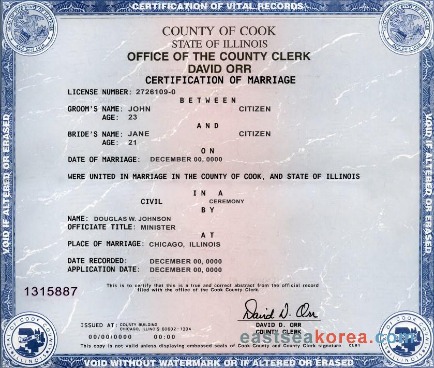 CERTIFICATION OF VITAL RECORDS
COUNTY OF COOK
STATE OF ILLINOIS
OFFICE OF THE COUNTY CLERK
DAVID ORR
CERTIFICATION OF MARRIAGE
LICENSE NUMBER: 2726109-0
BETWEEN
GROOM'S NAME: JOHN CITIZEN
AGE: 23
AND
BRIDE'S NAME: JANE CITIZEN
AGE: 21
ON
DATE OF MARRIAGE: DECEMBER 00, 0000
WERE UNITED IN MARRIAGE IN THE COUNTY OF COOK, AND STATE OF ILLINOIS
IN A
CIVIL CEREMONY
BY
NAME: DOUGLAS W. JOHNSON
OFFICIATE TITLE: MINISTER
AT
PLACE OF MARRIAGE: CHICAGO, ILLINOIS
DATE RECORDED: DECEMBER 00, 0000
APPLICATION DATE: DECEMBER 00, 0000
This is to certify that this is a true and correct abstract from the official record
filed with the office of the Cook County Clerk
1315887
David D. Orr
ISSUED AT: COUNTY BUILDING
CHICAGO, ILLINOIS
DAVID D. ORR
COUNTY CLERK
00/00/0000 00:00
eastseakorea.com
This copy is not valid unless displaying embossed seals of Cook County and County Clerk signature
VOID WITHOUT WATERMARK OR IF ALTERED OR ERASED
VOID IF ALTERED OR ERASED
VOID IF ALTERED OR ERASED